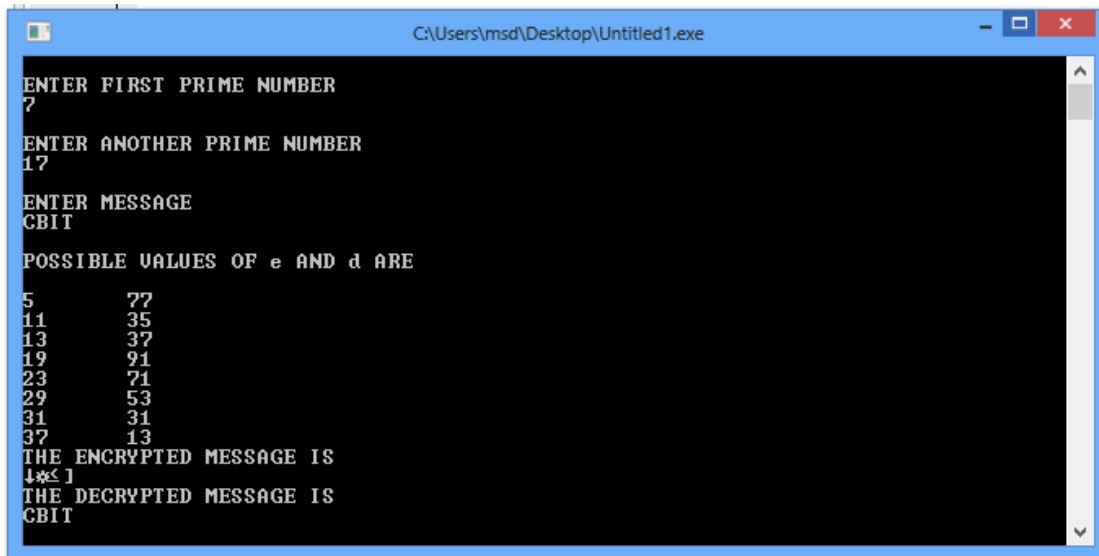 C:\Users\msd\Desktop\Untitled1.exe
ENTER FIRST PRIME NUMBER
7
ENTER ANOTHER PRIME NUMBER
17
ENTER MESSAGE
CBIT
POSSIBLE VALUES OF e AND d ARE
5 77
11 35
13 37
19 91
23 71
29 53
31 31
37 13
THE ENCRYPTED MESSAGE IS
↓☼≤]
THE DECRYPTED MESSAGE IS
CBIT